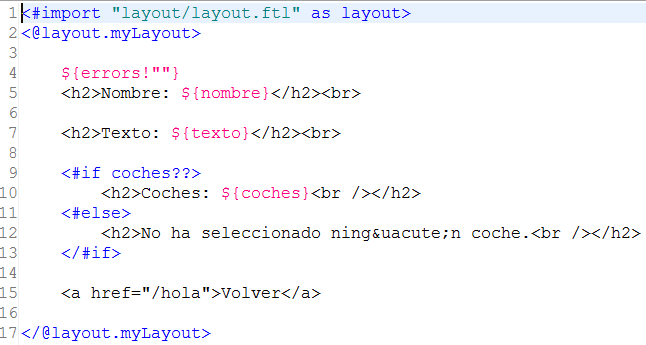 1 <#import "layout/layout.ftl" as layout>
2 <@layout.myLayout>
3
4     ${errors!""}
5     <h2>Nombre: ${nombre}</h2><br>
6
7     <h2>Texto: ${texto}</h2><br>
8
9     <#if coches??>
10         <h2>Coches: ${coches}<br /></h2>
11     <#else>
12         <h2>No ha seleccionado ning&uacute;n coche.<br /></h2>
13     </#if>
14
15     <a href="/hola">Volver</a>
16
17 </@layout.myLayout>